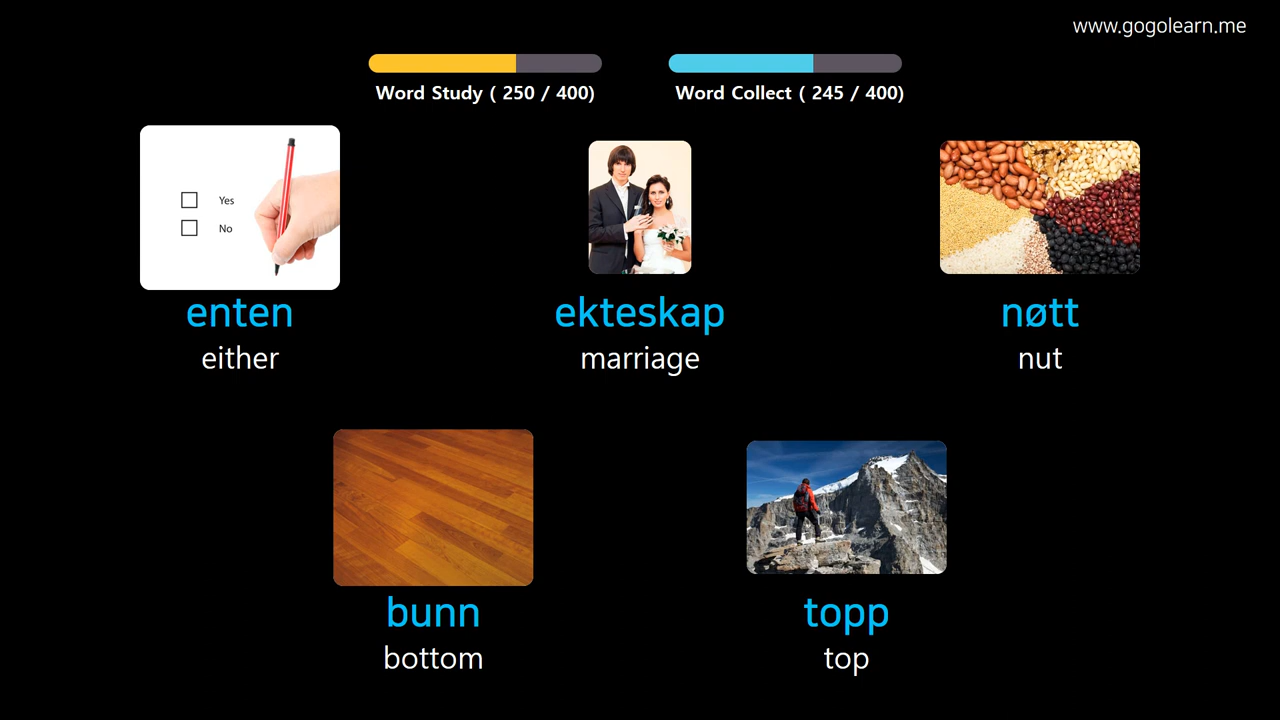 www.gogolearn.me
Word Study ( 250 / 400)
Word Collect ( 245 / 400)
Yes
No
enten
either
ekteskap
marriage
nøtt
nut
bunn
bottom
topp
top